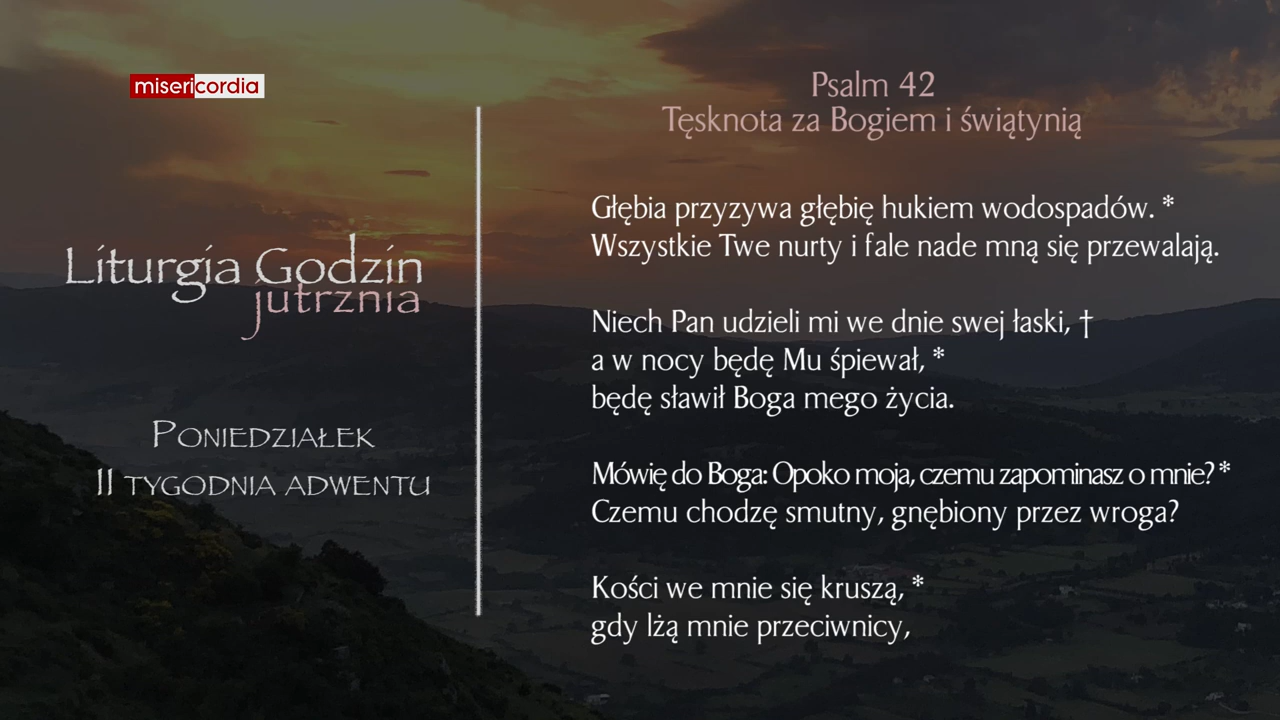 misericordia
Liturgia Godzin
jutrznia
Poniedziałek
II tygodnia adwentu
Psalm 42
Tęsknota za Bogiem i świątynią
Głębia przyzywa głębię hukiem wodospadów. *
Wszystkie Twe nurty i fale nade mną się przewalają.
Niech Pan udzieli mi we dnie swej łaski, †
a w nocy będę Mu śpiewał, *
będę sławił Boga mego życia.
Mówię do Boga: Opoko moja, czemu zapominasz o mnie? *
Czemu chodzę smutny, gnębiony przez wroga?
Kości we mnie się kruszą, *
gdy lżą mnie przeciwnicy,